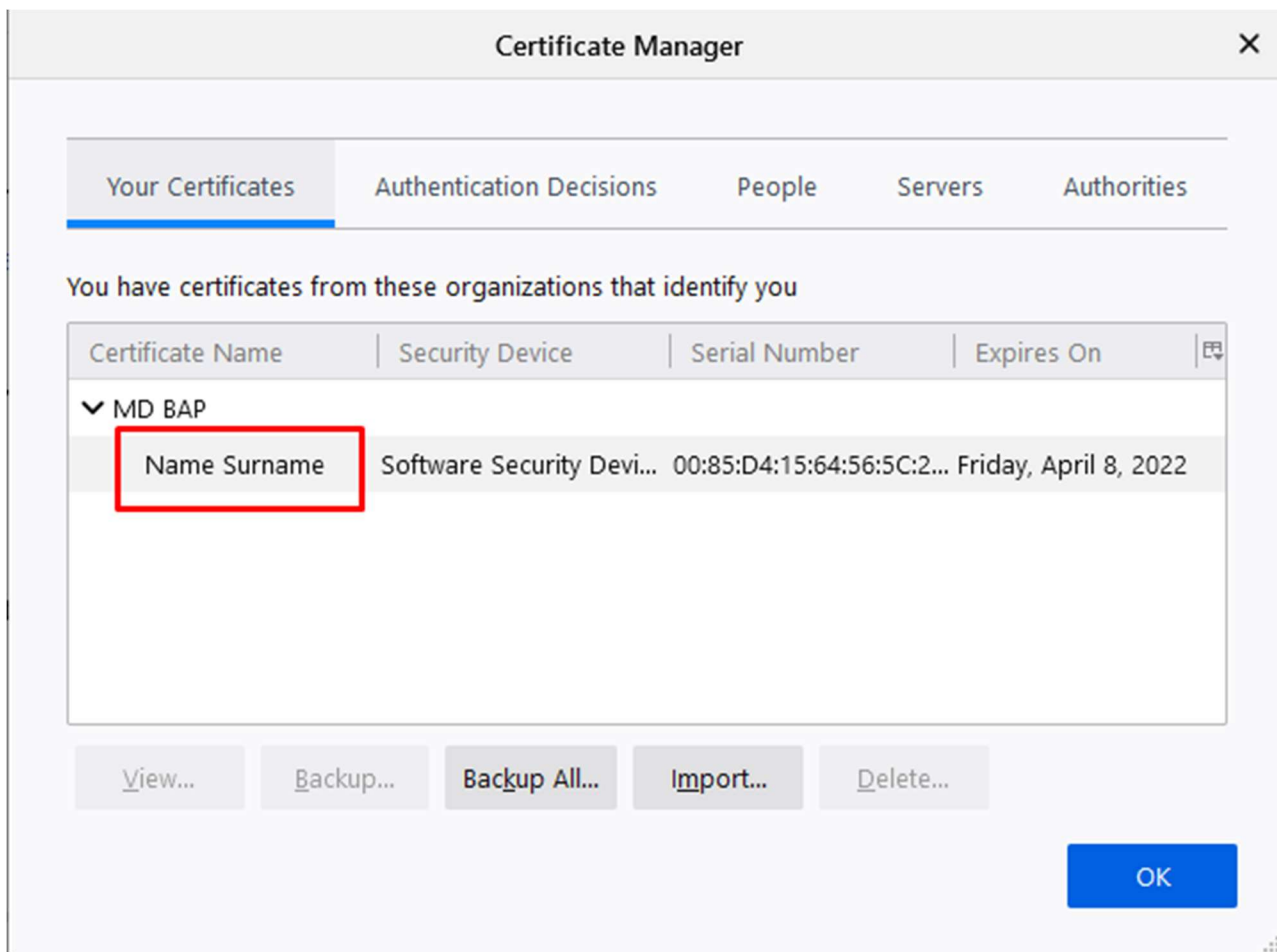 Certificate Manager
Your Certificates Authentication Decisions People Servers Authorities
You have certificates from these organizations that identify you
Certificate Name Security Device Serial Number Expires On
MD BAP
Name Surname Software Security Devi... 00:85:D4:15:64:56:5C:2... Friday, April 8, 2022
View... Backup... Backup All... Import... Delete...
OK